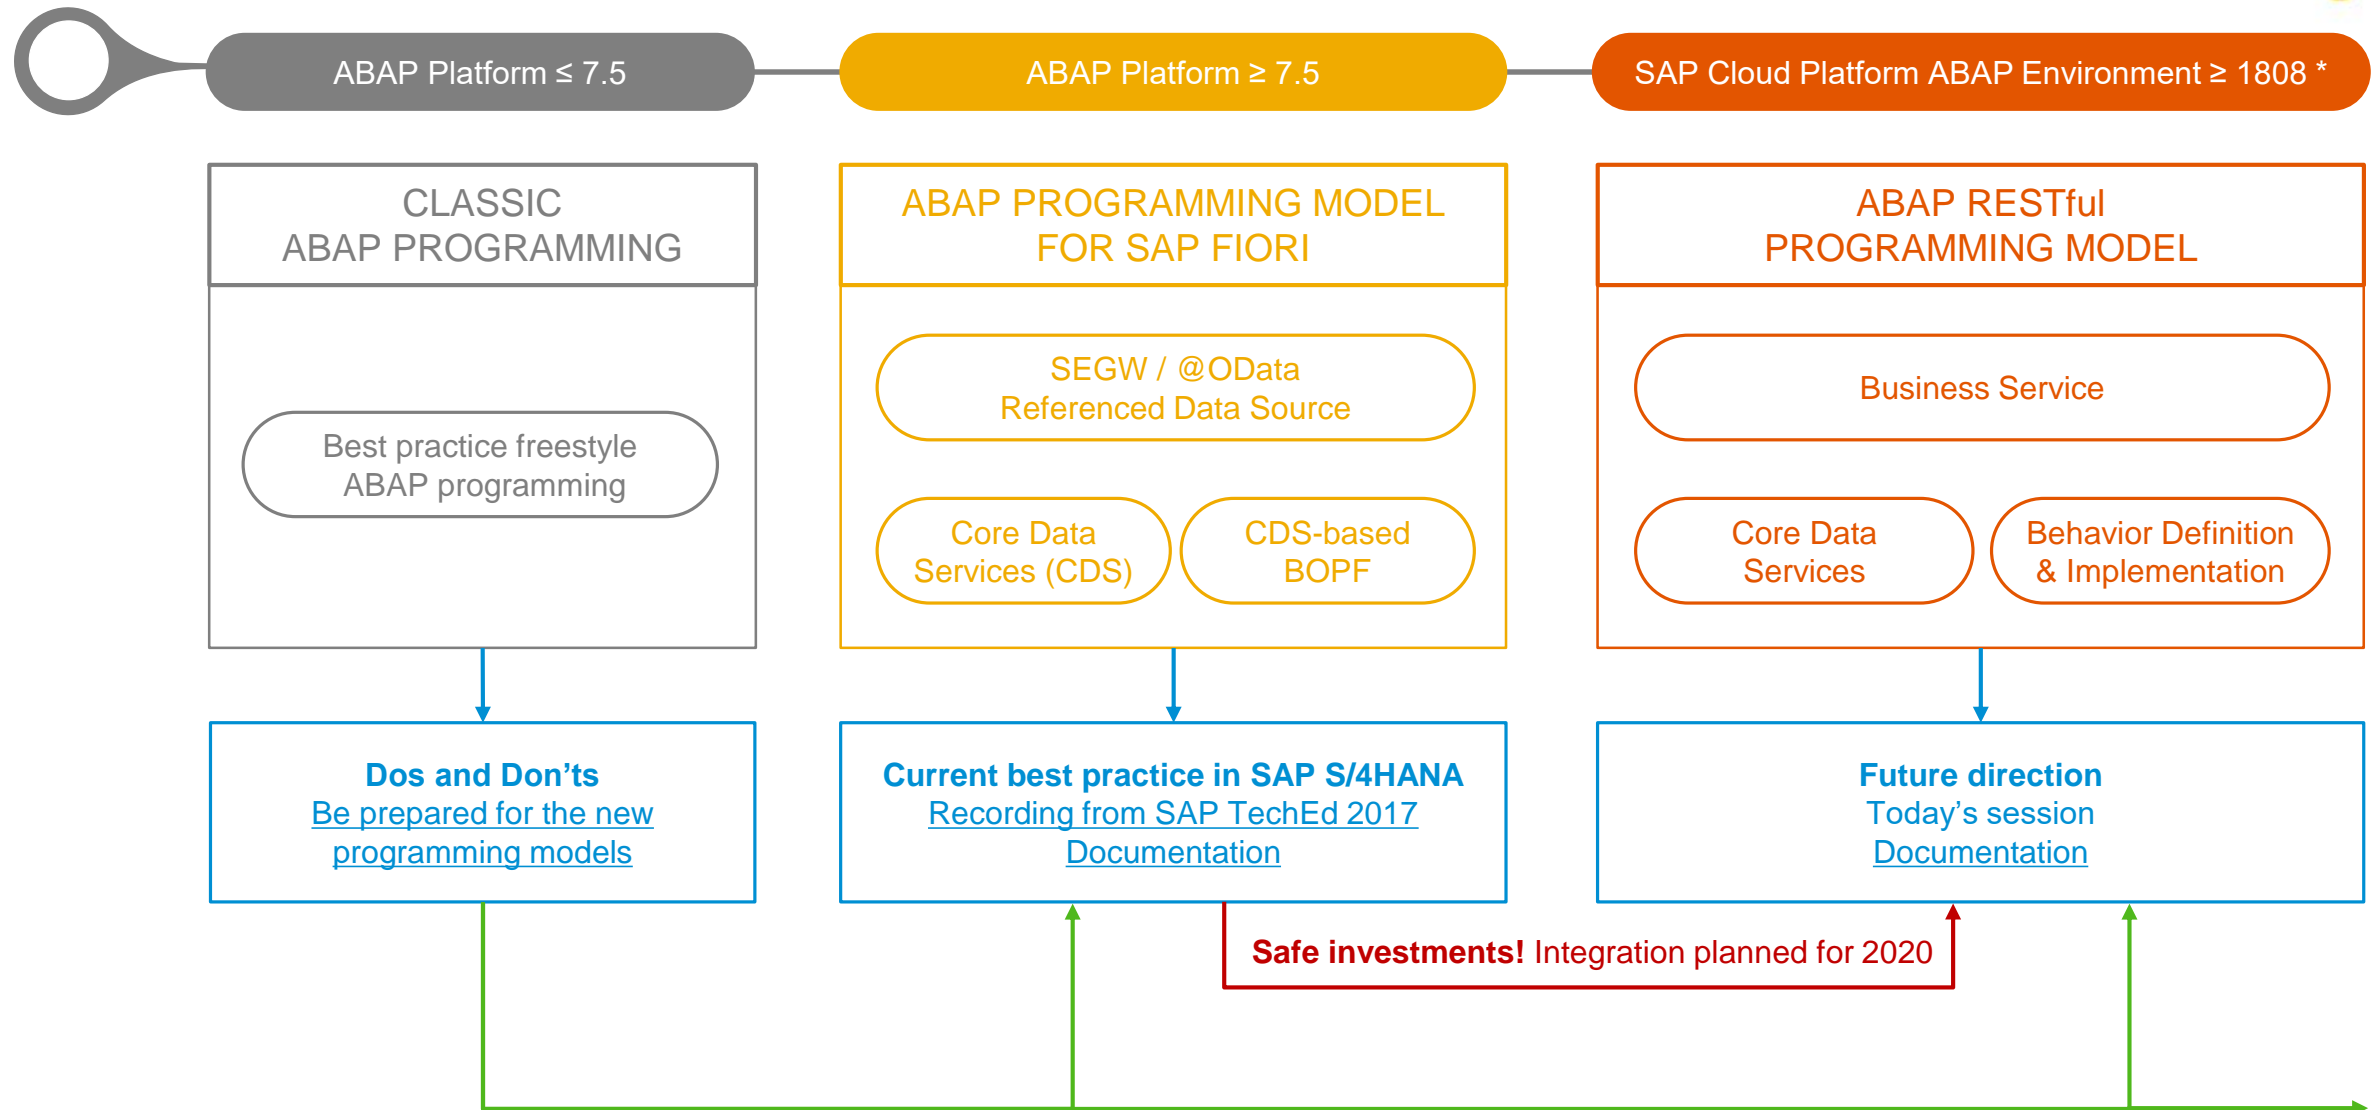 ABAP Platform ≤ 7.5
ABAP Platform ≥ 7.5
SAP Cloud Platform ABAP Environment ≥ 1808 *
CLASSIC
ABAP PROGRAMMING
Best practice freestyle
ABAP programming
ABAP PROGRAMMING MODEL
FOR SAP FIORI
SEGW / @OData
Referenced Data Source
Core Data
Services (CDS)
CDS-based
BOPF
ABAP RESTful
PROGRAMMING MODEL
Business Service
Core Data
Services
Behavior Definition
& Implementation
Dos and Don’ts
Be prepared for the new
programming models
Current best practice in SAP S/4HANA
Recording from SAP TechEd 2017
Documentation
Future direction
Today’s session
Documentation
Safe investments! Integration planned for 2020